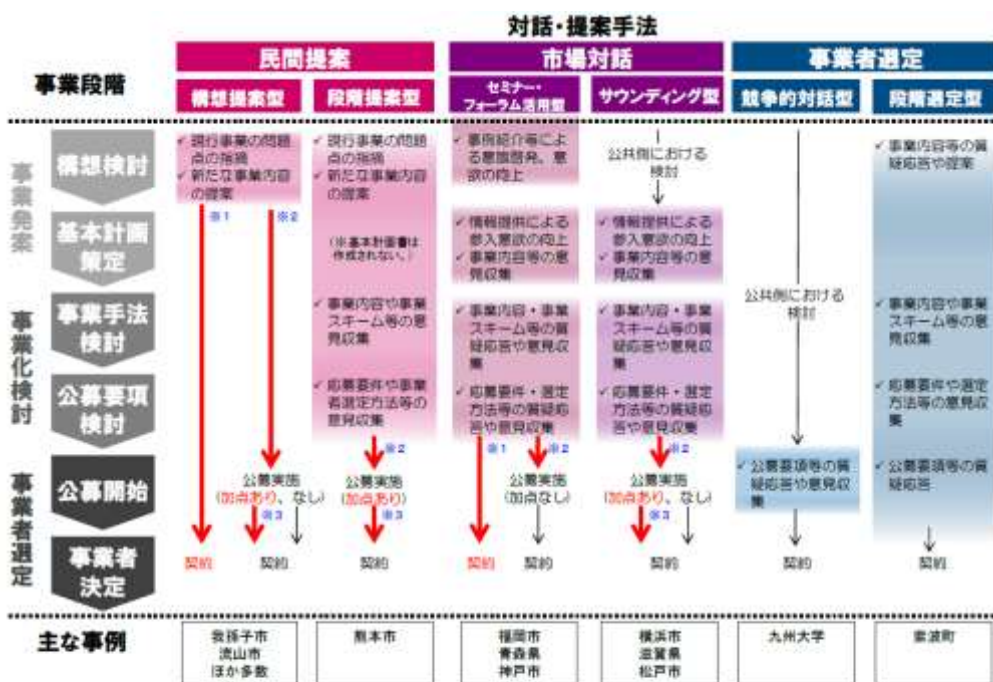 対話・提案手法
事業段階
民間提案
市場対話
事業者選定
構想提案型
段階提案型
セミナー・
フォーラム活用型
サウンディング型
競争的対話型
段階選定型
事業発案
構想検討
✓ 現行事業の問題
点の指摘
✓ 新たな事業内容
の提案
✓ 現行事業の問題
点の指摘
✓ 新たな事業内容
の提案
✓ 事例紹介等によ
る意識啓発、意
欲の向上
公共側における
検討
✓ 事業内容等の質
疑応答や提案
※1
※2
基本計画
策定
(※基本計画書は
作成されない。)
✓ 情報提供による
参入意欲の向上
✓ 事業内容等の意
見収集
✓ 情報提供による
参入意欲の向上
✓ 事業内容等の意
見収集
公共側における
検討
事業化検討
事業手法
検討
✓ 事業内容や事業
スキーム等の意
見収集
✓ 事業内容・事業
スキーム等の質
疑応答や意見収
集
✓ 事業内容・事業
スキーム等の質
疑応答や意見収
集
✓ 事業内容や事業
スキーム等の意
見収集
公募要項
検討
✓ 応募要件や事業
者選定方法等の
意見収集
✓ 応募要件・選定
方法等の質疑応
答や意見収集
✓ 応募要件・選定
方法等の質疑応
答や意見収集
✓ 応募要件や選定
方法等の意見収
集
※2
※1
※2
※2
事業者選定
公募開始
公募実施
(加点あり、なし)
公募実施
(加点あり)
公募実施
(加点なし)
公募実施
(加点あり、なし)
✓ 公募要項等の質
疑応答や意見収
集
✓ 公募要項等の質
疑応答
※3
※3
※3
事業者
決定
契約
契約
契約
契約
契約
契約
契約
契約
主な事例
我孫子市
流山市
ほか多数
熊本市
福岡市
青森県
神戸市
横浜市
滋賀県
松戸市
九州大学
紫波町